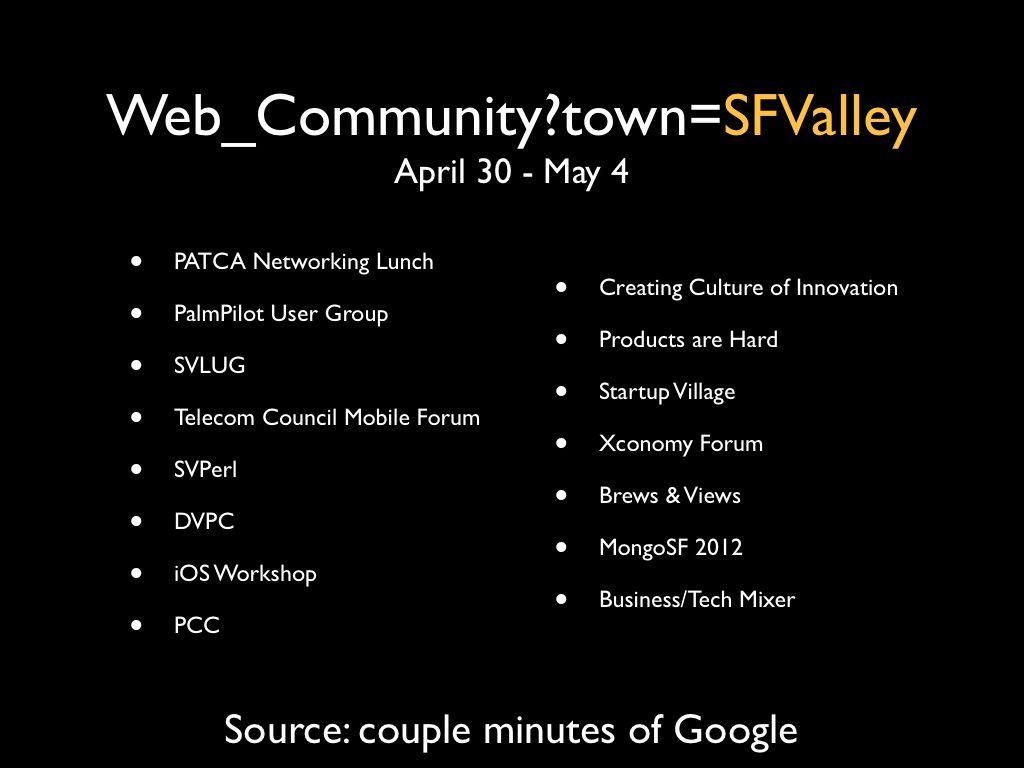 Web_Community?town=SFValley
April 30 - May 4
• PATCA Networking Lunch
• PalmPilot User Group
• SVLUG
• Telecom Council Mobile Forum
• SVPerl
• DVPC
• iOS Workshop
• PCC
• Creating Culture of Innovation
• Products are Hard
• Startup Village
• Xconomy Forum
• Brews & Views
• MongoSF 2012
• Business/Tech Mixer
Source: couple minutes of Google